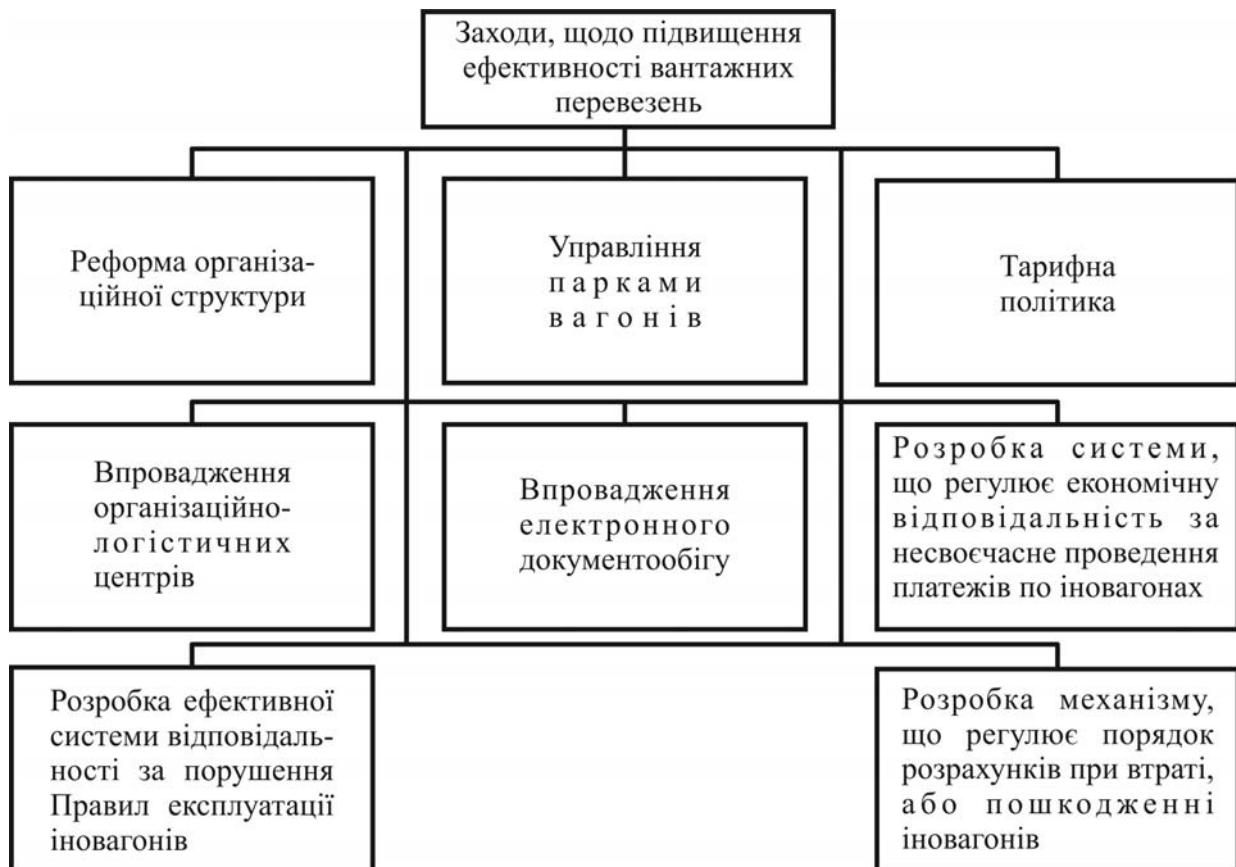 Заходи, щодо підвищення
ефективності вантажних
перевезень
Реформа організа-
ційної структури
Управління
парками
вагонів
Тарифна
політика
Впровадження
організаційно-
логістичних
центрів
Впровадження
електронного
документообігу
Розробка системи,
що регулює економічну
відповідальність за
несвоєчасне проведення
платежів по іновагонах
Розробка ефективної
системи відповідаль-
ності за порушення
Правил експлуатації
іновагонів
Розробка механізму,
що регулює порядок
розрахунків при втраті,
або пошкодженні
іновагонів